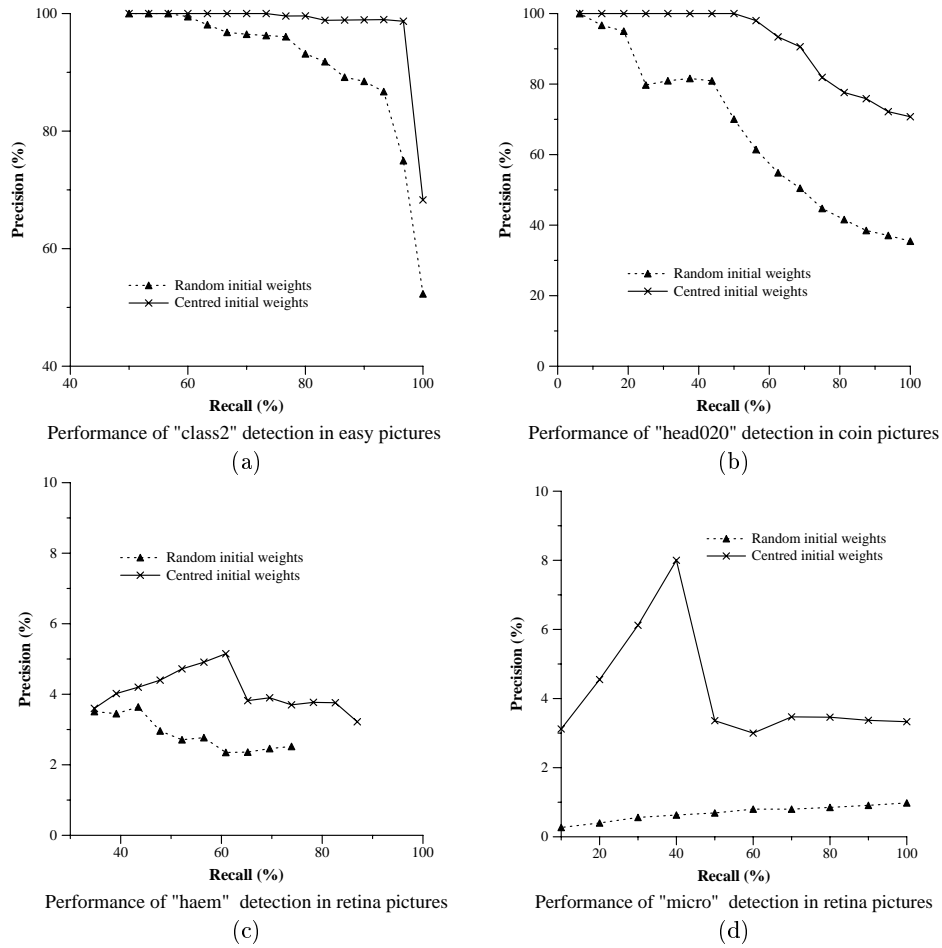 100
80
60
40
Precision (%)
Random initial weights
Centred initial weights
40 60 80 100
Recall (%)
Performance of "class2" detection in easy pictures
(a)
100
80
60
40
20
0
Precision (%)
Random initial weights
Centred initial weights
0 20 40 60 80 100
Recall (%)
Performance of "head020" detection in coin pictures
(b)
10
8
6
4
2
0
Precision (%)
Random initial weights
Centred initial weights
40 60 80 100
Recall (%)
Performance of "haem" detection in retina pictures
(c)
10
8
6
4
2
0
Precision (%)
Random initial weights
Centred initial weights
20 40 60 80 100
Recall (%)
Performance of "micro" detection in retina pictures
(d)